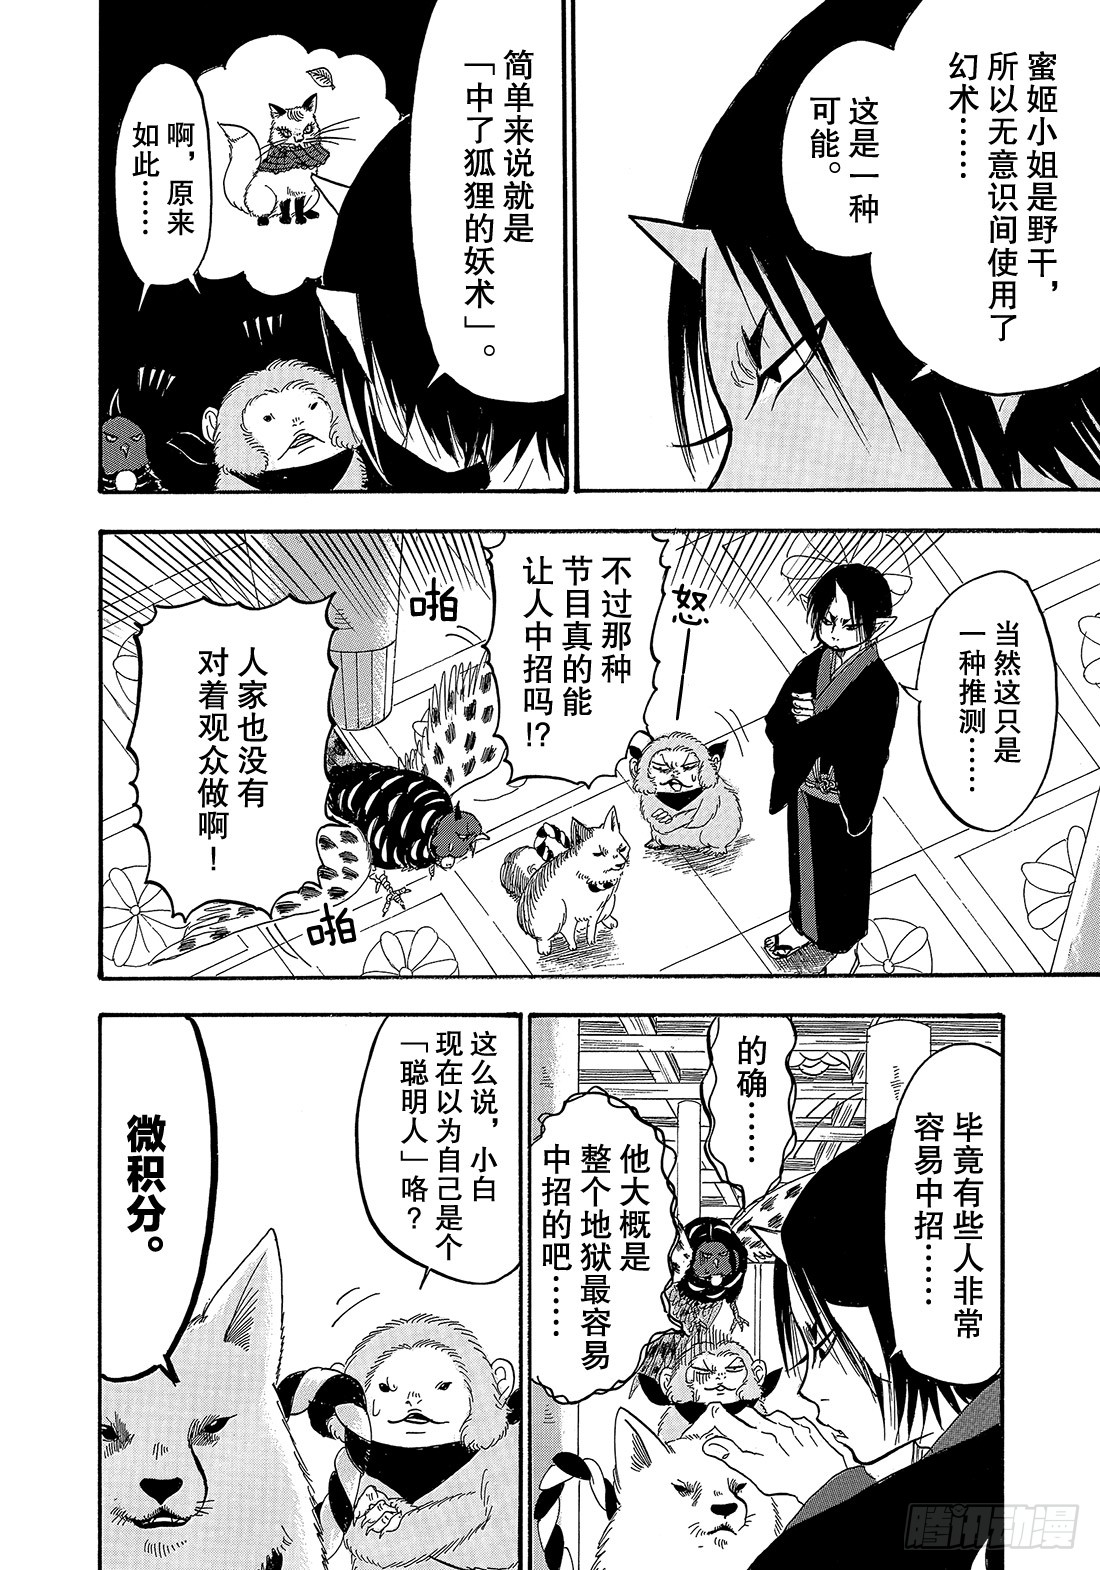 蜜姬小姐是野干，
所以无意识间使用了
幻术……
这是一种
可能。
简单来说就是
「中了狐狸的妖术」。
啊，原来
如此……
当然这只是
一种推测……
怒
不过那种
节目真的能
让人中招吗!?
啪
人家也没有
对着观众做啊！
啪
毕竟有些人非常
容易中招……
的确……
他大概是
整个地狱最容易
中招的吧……
这么说，小白
现在以为自己是个
「聪明人」咯？
微积分。
腾讯动漫